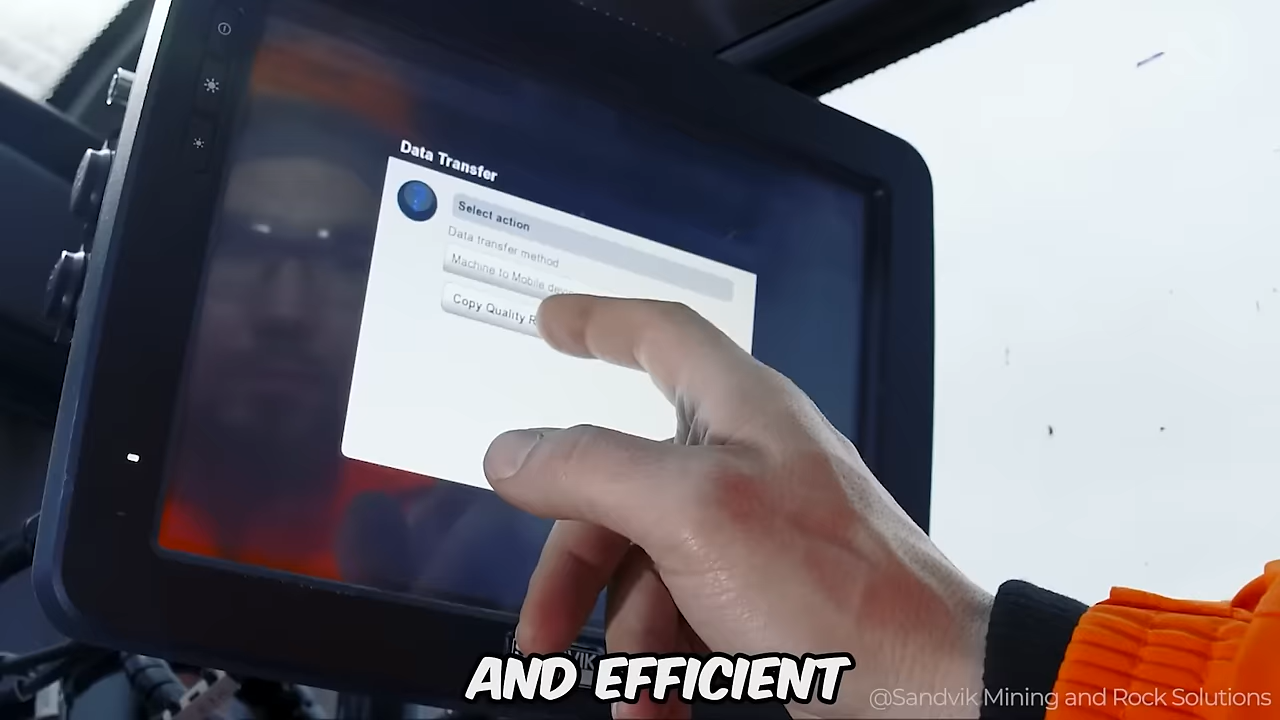 Data Transfer
Select action
Data transfer method
Machine to Mobile
Copy Quality
AND EFFICIENT
@Sandvik Mining and Rock Solutions